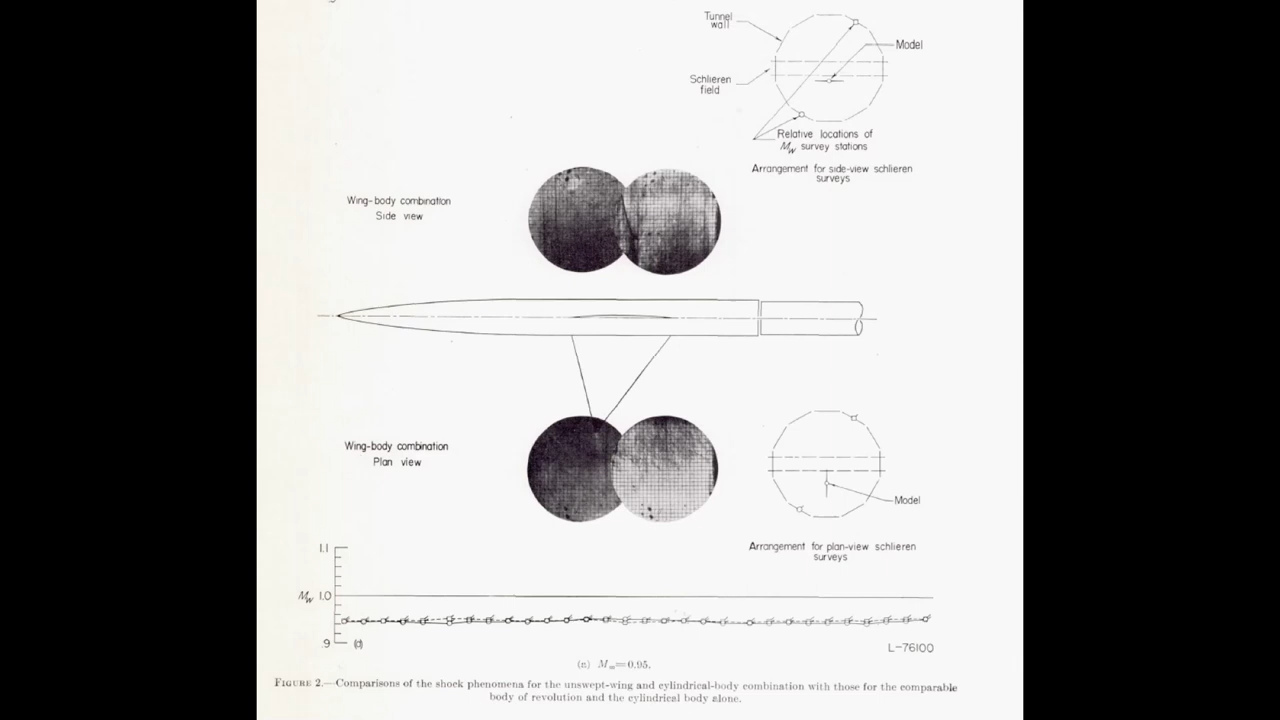 Tunnel
wall
Model
Schlieren
field
Relative locations of
Mw survey stations
Arrangement for side-view schlieren
surveys
Wing-body combination
Side view
Wing-body combination
Plan view
Model
Arrangement for plan-view schlieren
surveys
1.1
Mw 1.0
.9
L-76100
(a) M∞=0.95.
FIGURE 2.—Comparisons of the shock phenomena for the unswept-wing and cylindrical-body combination with those for the comparable
body of revolution and the cylindrical body alone.